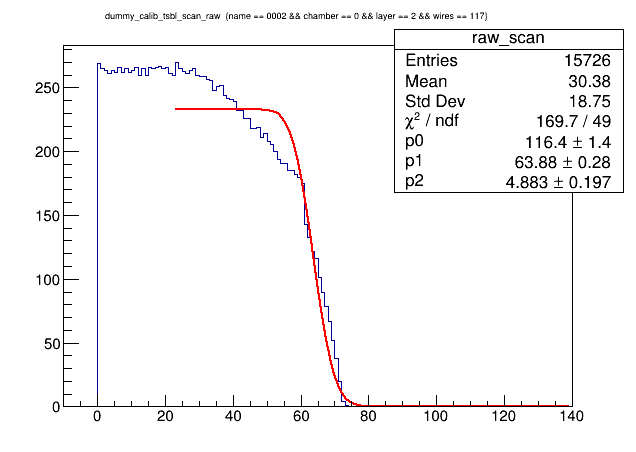 dummy_calib_tsbl_scan_raw (name == 0002 && chamber == 0 && layer == 2 && wires == 117)
raw_scan
Entries 15726
Mean 30.38
Std Dev 18.75
χ² / ndf 169.7 / 49
p0 116.4 ± 1.4
p1 63.88 ± 0.28
p2 4.883 ± 0.197
250
200
150
100
50
0
0 20 40 60 80 100 120 140